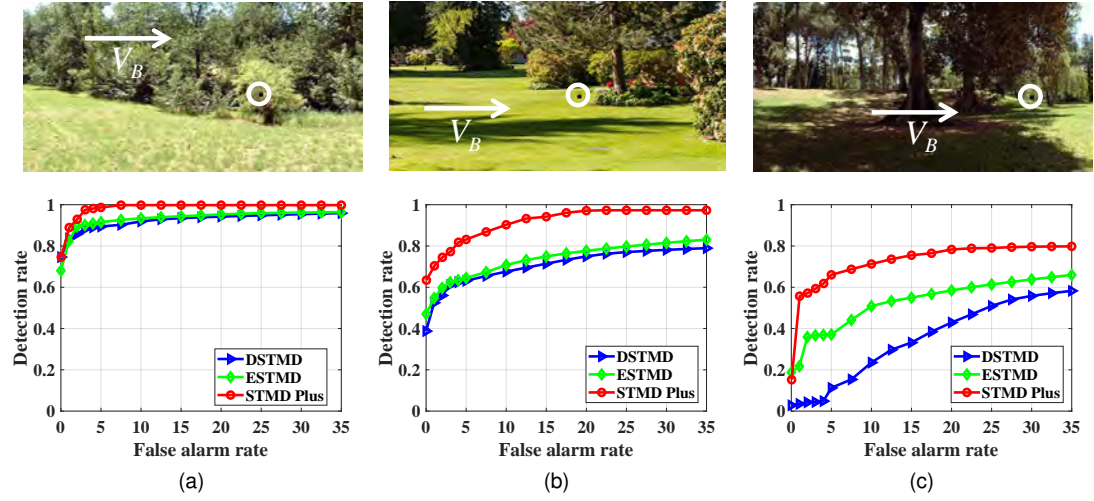 V_B
V_B
V_B
Detection rate
1
0.8
0.6
0.4
0.2
0
DSTMD
ESTMD
STMD Plus
0 5 10 15 20 25 30 35
False alarm rate
(a)
Detection rate
1
0.8
0.6
0.4
0.2
0
DSTMD
ESTMD
STMD Plus
0 5 10 15 20 25 30 35
False alarm rate
(b)
Detection rate
1
0.8
0.6
0.4
0.2
0
DSTMD
ESTMD
STMD Plus
0 5 10 15 20 25 30 35
False alarm rate
(c)